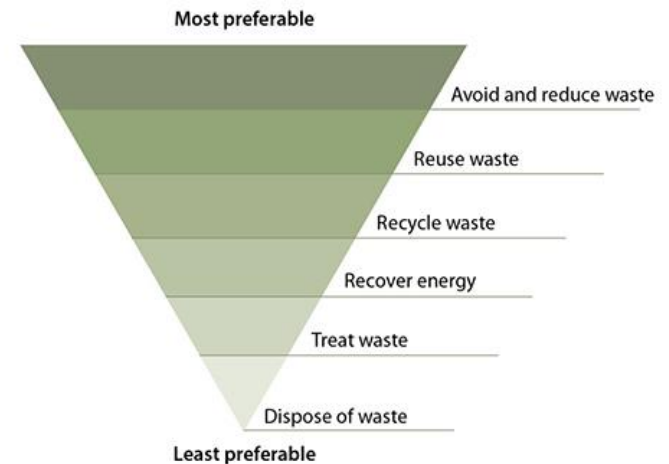 Most preferable
Avoid and reduce waste
Reuse waste
Recycle waste
Recover energy
Treat waste
Dispose of waste
Least preferable